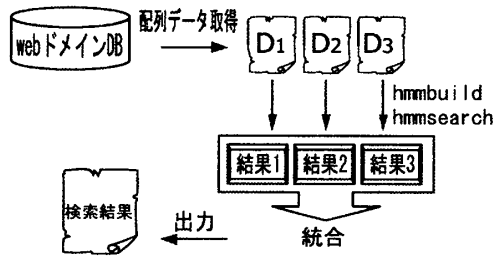 webドメインDB
配列データ取得
D1
D2
D3
hmmbuild
hmmsearch
結果1
結果2
結果3
統合
出力
検索結果